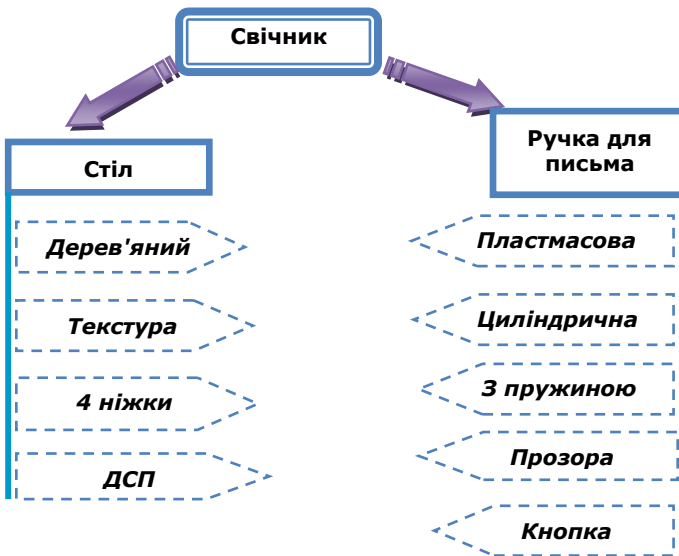 Свічник
Стіл
Дерев'яний
Текстура
4 ніжки
ДСП
Ручка для
письма
Пластмасова
Циліндрична
З пружиною
Прозора
Кнопка